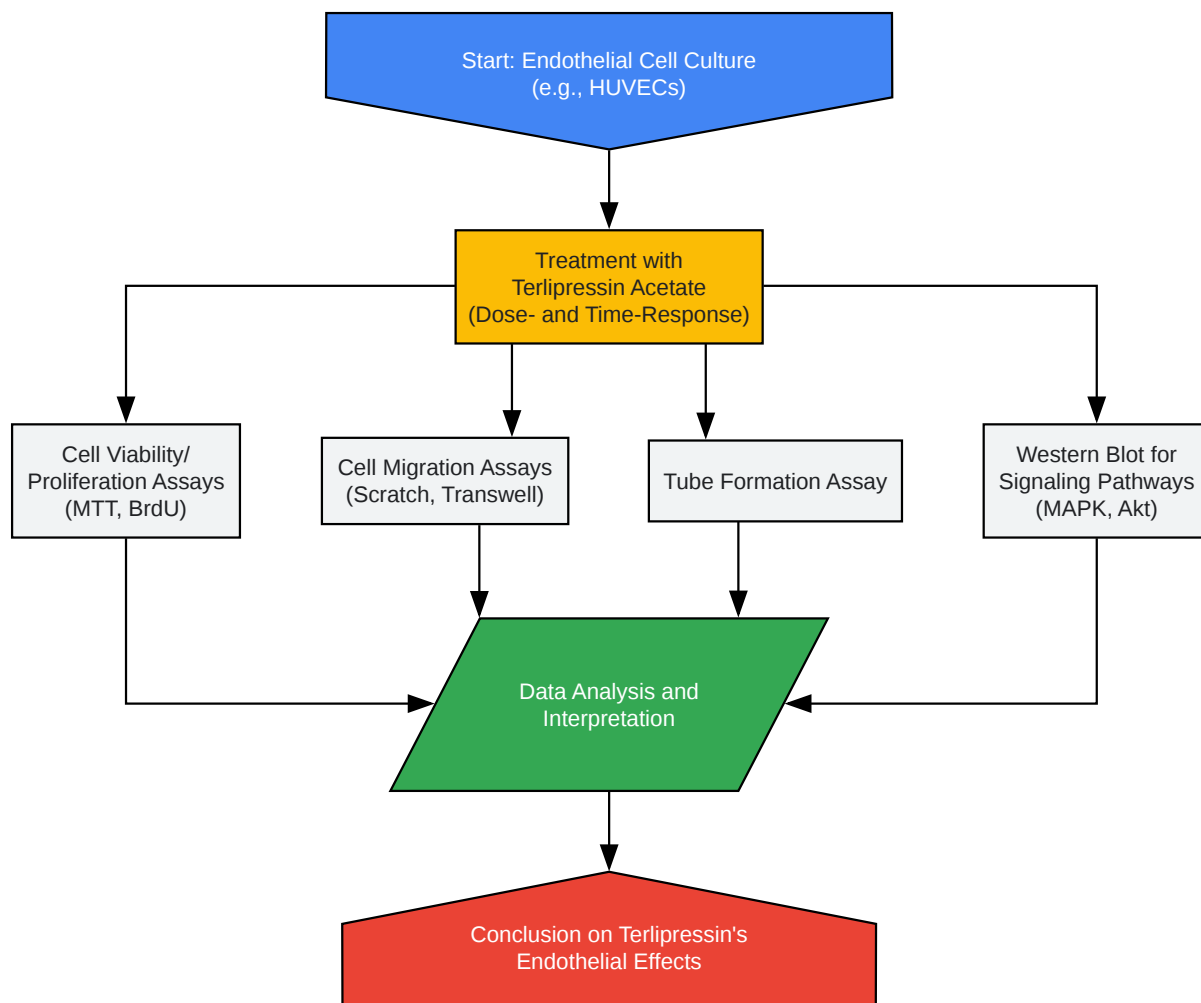 Start: Endothelial Cell Culture
(e.g., HUVECs)
Treatment with
Terlipressin Acetate
(Dose- and Time-Response)
Cell Viability/
Proliferation Assays
(MTT, BrdU)
Cell Migration Assays
(Scratch, Transwell)
Tube Formation Assay
Western Blot for
Signaling Pathways
(MAPK, Akt)
Data Analysis and
Interpretation
Conclusion on Terlipressin's
Endothelial Effects